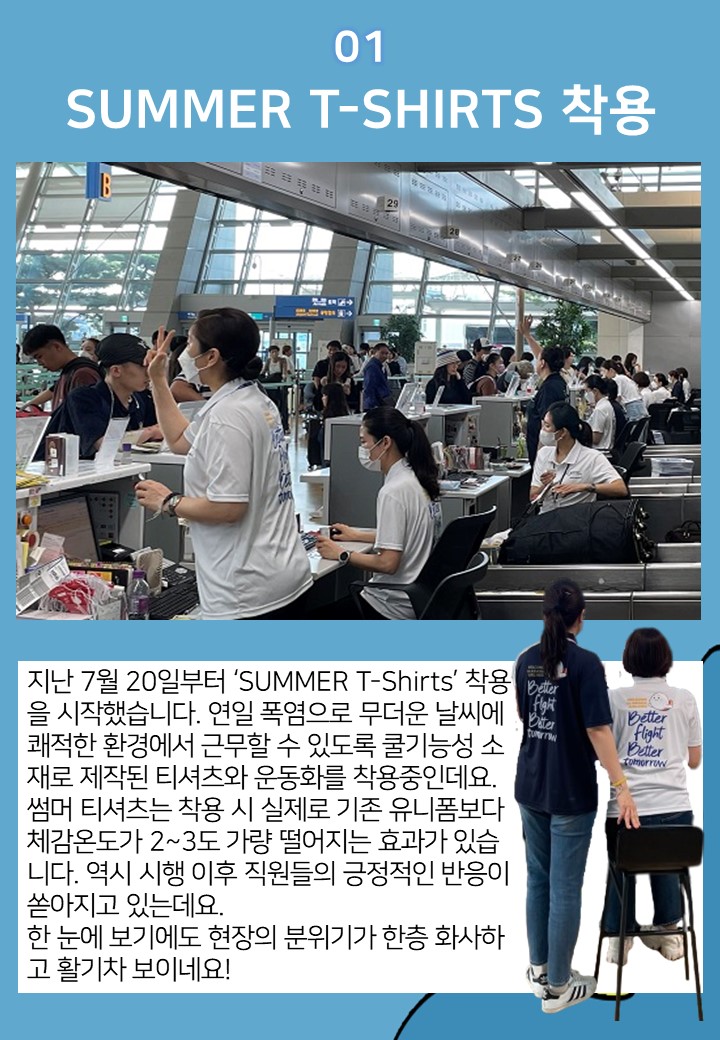 01
SUMMER T-SHIRTS 착용
B
29
28
지난 7월 20일부터 ‘SUMMER T-Shirts’ 착용
을 시작했습니다. 연일 폭염으로 무더운 날씨에
쾌적한 환경에서 근무할 수 있도록 쿨기능성 소
재로 제작된 티셔츠와 운동화를 착용중인데요.
썸머 티셔츠는 착용 시 실제로 기존 유니폼보다
체감온도가 2~3도 가량 떨어지는 효과가 있습
니다. 역시 시행 이후 직원들의 긍정적인 반응이
쏟아지고 있는데요.
한 눈에 보기에도 현장의 분위기가 한층 화사하
고 활기차 보이네요!
Better
flight
Better
tomorrow
Better
flight
Better
tomorrow